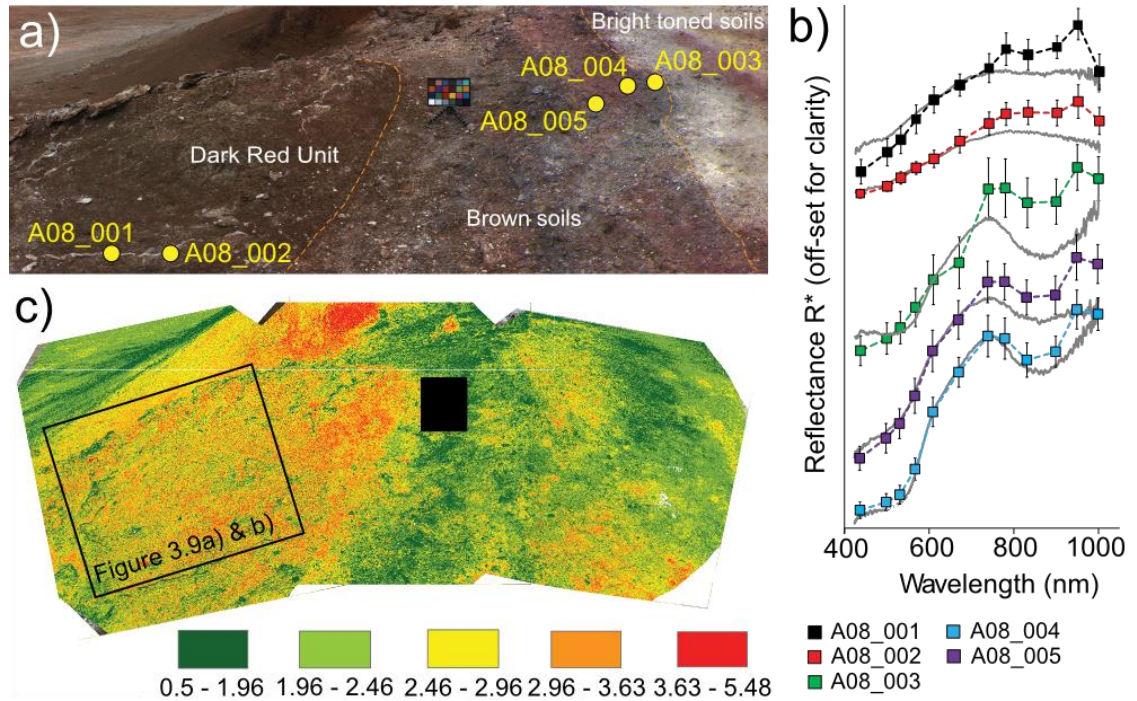 a)
Bright toned soils
A08_004
A08_003
A08_005
Dark Red Unit
Brown soils
A08_001
A08_002
b)
Reflectance R* (off-set for clarity)
400 600 800 1000
Wavelength (nm)
A08_001
A08_002
A08_003
A08_004
A08_005
c)
Figure 3.9a) & b)
0.5 - 1.96 1.96 - 2.46 2.46 - 2.96 2.96 - 3.63 3.63 - 5.48